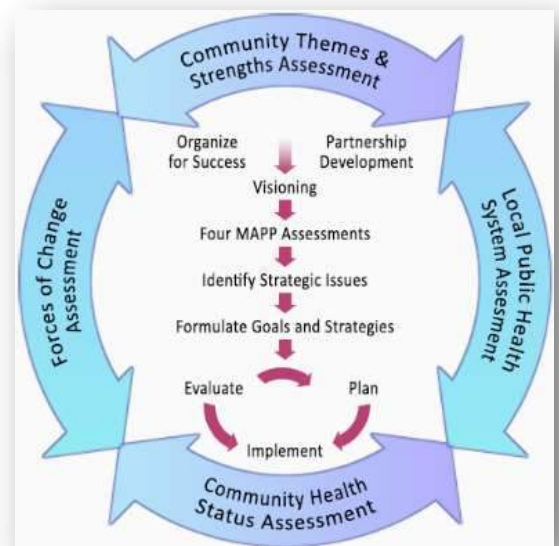 Community Themes &
Strengths Assessment
Organize
for Success
Partnership
Development
Visioning
Four MAPP Assessments
Identify Strategic Issues
Formulate Goals and Strategies
Evaluate
Plan
Implement
Forces of Change
Assessment
Local Public Health
System Assesment
Community Health
Status Assessment